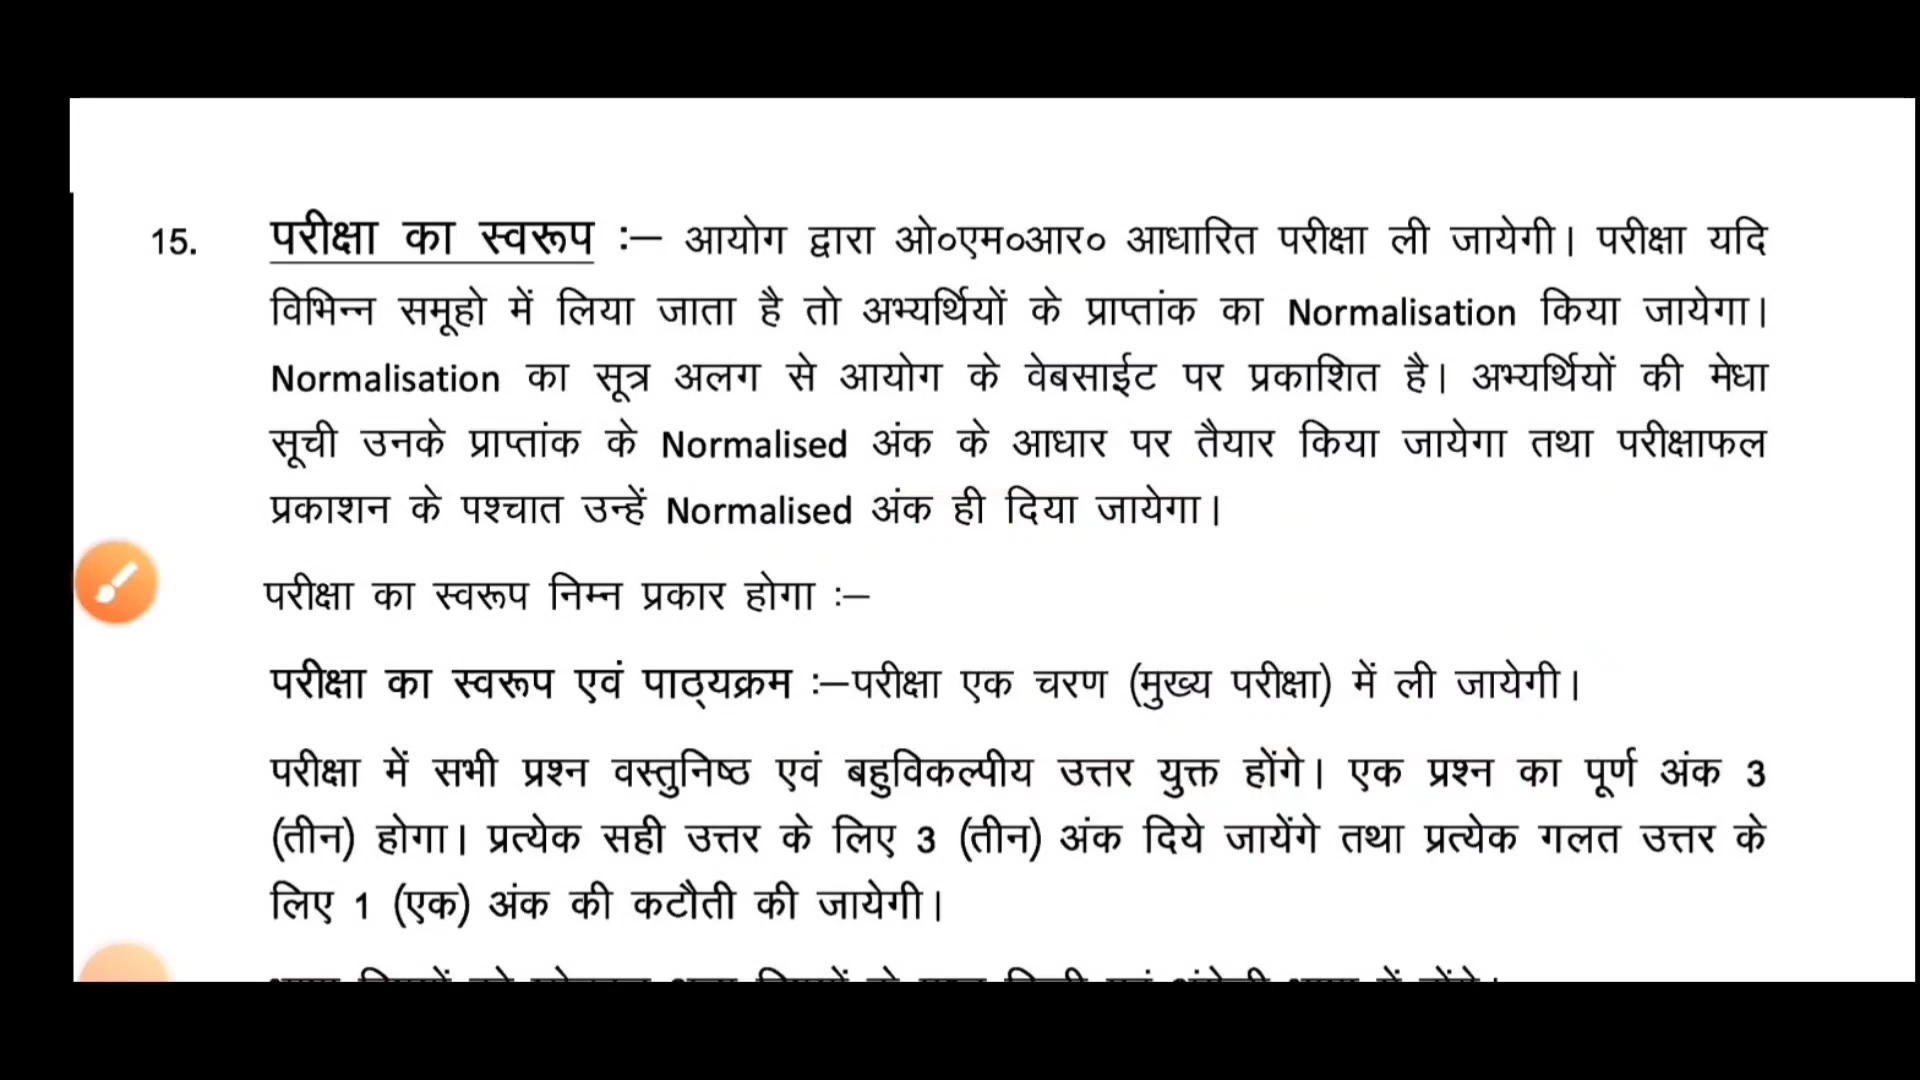 15. परीक्षा का स्वरूप :– आयोग द्वारा ओ०एम०आर० आधारित परीक्षा ली जायेगी। परीक्षा यदि
विभिन्न समूहो में लिया जाता है तो अभ्यर्थियों के प्राप्तांक का Normalisation किया जायेगा।
Normalisation का सूत्र अलग से आयोग के वेबसाईट पर प्रकाशित है। अभ्यर्थियों की मेधा
सूची उनके प्राप्तांक के Normalised अंक के आधार पर तैयार किया जायेगा तथा परीक्षाफल
प्रकाशन के पश्चात उन्हें Normalised अंक ही दिया जायेगा।
परीक्षा का स्वरूप निम्न प्रकार होगा :–
परीक्षा का स्वरूप एवं पाठ्यक्रम :–परीक्षा एक चरण (मुख्य परीक्षा) में ली जायेगी।
परीक्षा में सभी प्रश्न वस्तुनिष्ठ एवं बहुविकल्पीय उत्तर युक्त होंगे। एक प्रश्न का पूर्ण अंक 3
(तीन) होगा। प्रत्येक सही उत्तर के लिए 3 (तीन) अंक दिये जायेंगे तथा प्रत्येक गलत उत्तर के
लिए 1 (एक) अंक की कटौती की जायेगी।